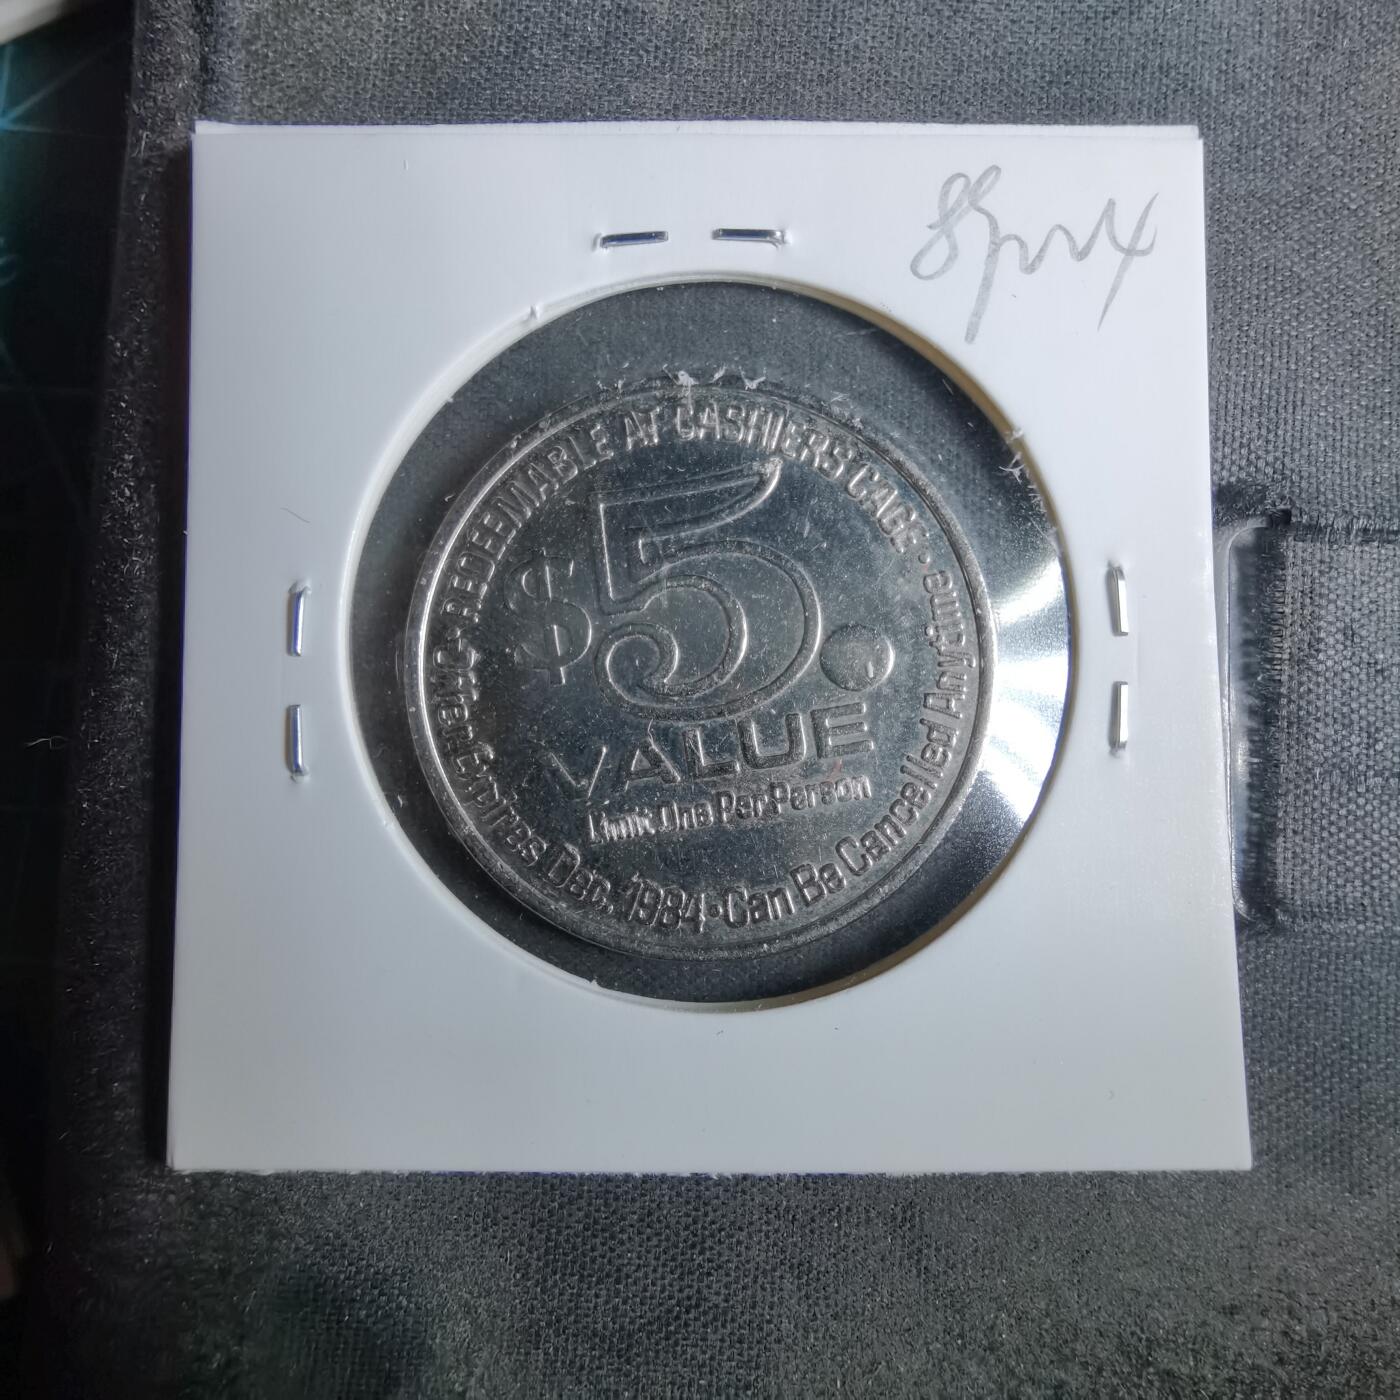 REDEEMABLE AT CASHIERS CAGE •
$5.
VALUE
Limit One Per Person
Offer Expires Dec. 1984 • Can Be Cancelled Anytime